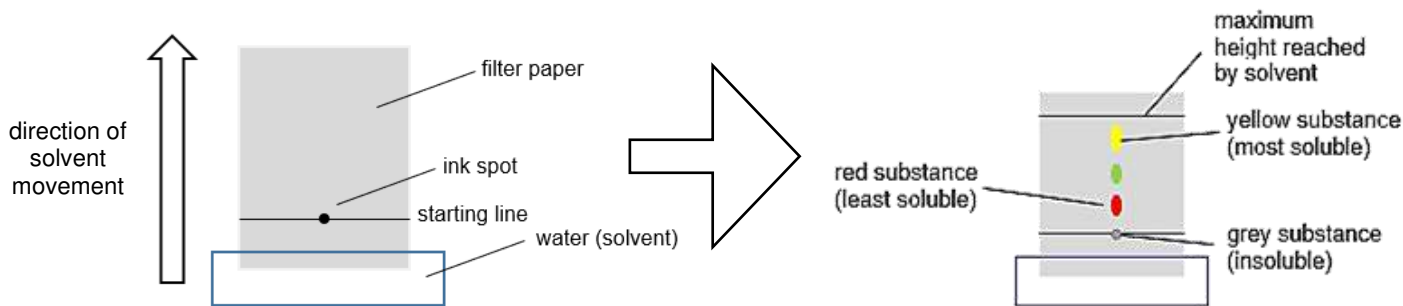 direction of
solvent
movement
filter paper
ink spot
starting line
water (solvent)
maximum
height reached
by solvent
yellow substance
(most soluble)
red substance
(least soluble)
grey substance
(insoluble)